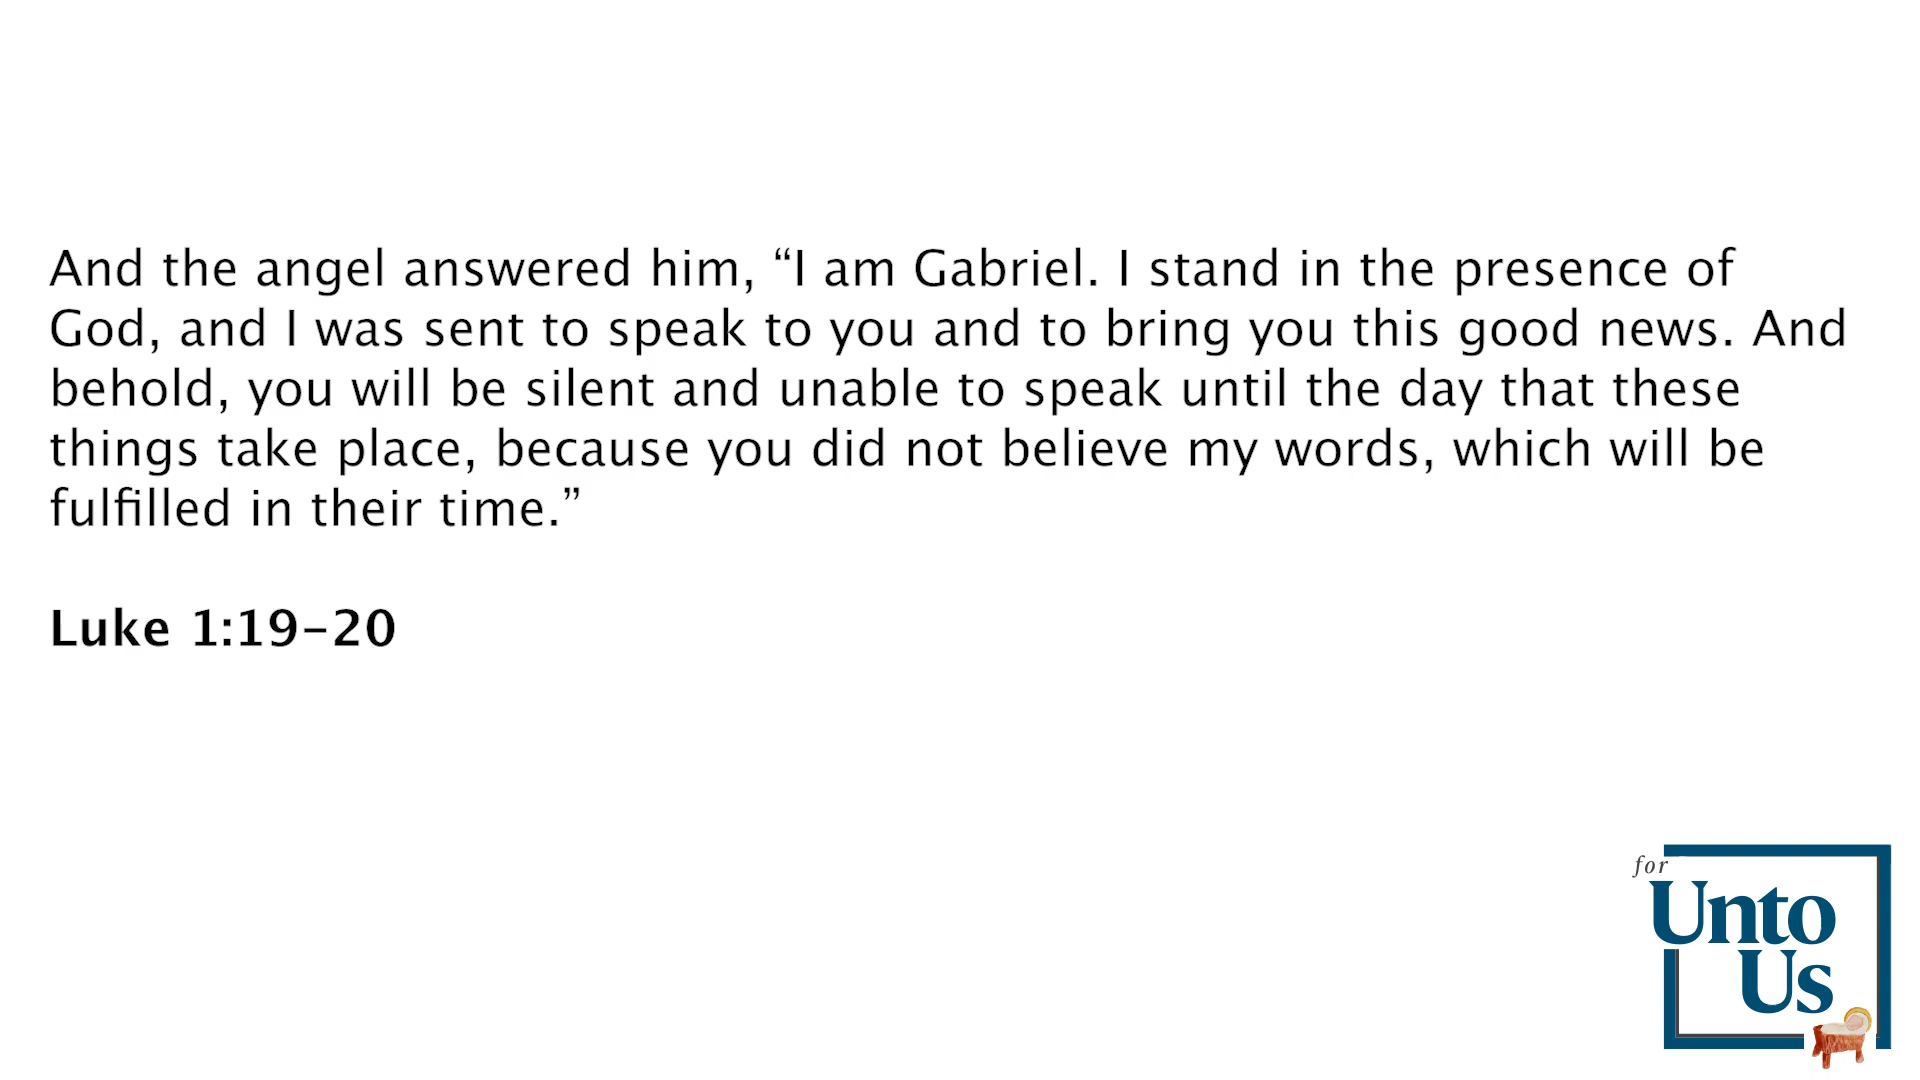 And the angel answered him, “I am Gabriel. I stand in the presence of
God, and I was sent to speak to you and to bring you this good news. And
behold, you will be silent and unable to speak until the day that these
things take place, because you did not believe my words, which will be
fulfilled in their time.”
Luke 1:19–20
for
Unto
Us